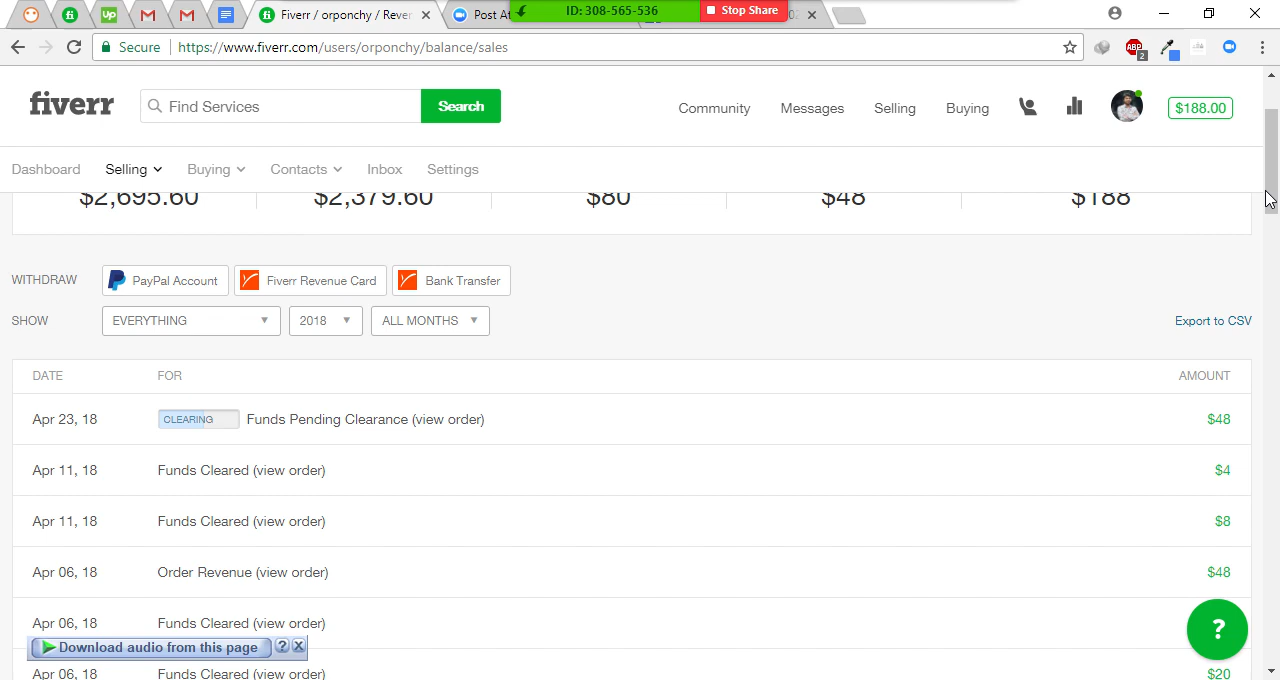 Fiverr / orponchy / Rever
Post At
ID: 308-565-536
Stop Share
Secure
https://www.fiverr.com/users/orponchy/balance/sales
ABP
2
fiverr
Find Services
Search
Community
Messages
Selling
Buying
$188.00
Dashboard
Selling
Buying
Contacts
Inbox
Settings
$2,695.60
$2,379.60
$80
$48
$188
WITHDRAW
PayPal Account
Fiverr Revenue Card
Bank Transfer
SHOW
EVERYTHING
2018
ALL MONTHS
Export to CSV
DATE
FOR
AMOUNT
Apr 23, 18
CLEARING
Funds Pending Clearance (view order)
$48
Apr 11, 18
Funds Cleared (view order)
$4
Apr 11, 18
Funds Cleared (view order)
$8
Apr 06, 18
Order Revenue (view order)
$48
Apr 06, 18
Funds Cleared (view order)
?
Download audio from this page
?
Apr 06, 18
Funds Cleared (view order)
$20